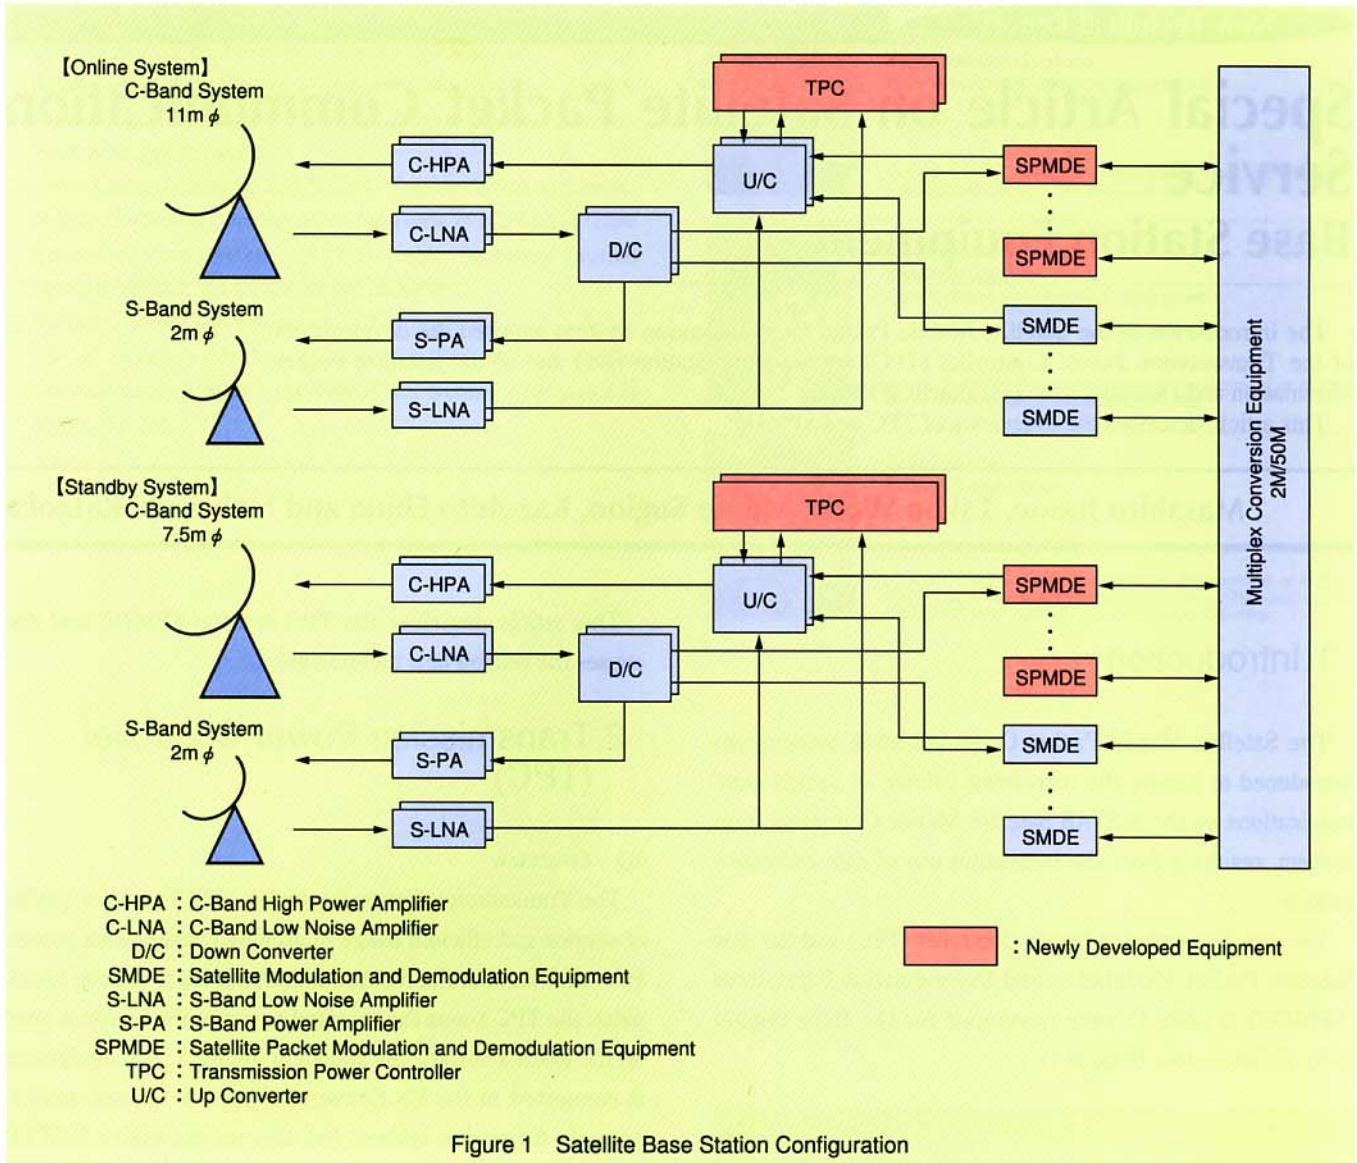 【Online System】
C-Band System
11m φ
TPC
C-HPA
U/C
SPMDE
C-LNA
D/C
SPMDE
S-Band System
2m φ
S-PA
SMDE
S-LNA
SMDE
Multiplex Conversion Equipment
2M/50M
【Standby System】
C-Band System
7.5m φ
TPC
C-HPA
U/C
SPMDE
C-LNA
D/C
SPMDE
S-Band System
2m φ
S-PA
SMDE
S-LNA
SMDE
C-HPA : C-Band High Power Amplifier
C-LNA : C-Band Low Noise Amplifier
D/C : Down Converter
SMDE : Satellite Modulation and Demodulation Equipment
S-LNA : S-Band Low Noise Amplifier
S-PA : S-Band Power Amplifier
SPMDE : Satellite Packet Modulation and Demodulation Equipment
TPC : Transmission Power Controller
U/C : Up Converter
: Newly Developed Equipment
Figure 1 Satellite Base Station Configuration